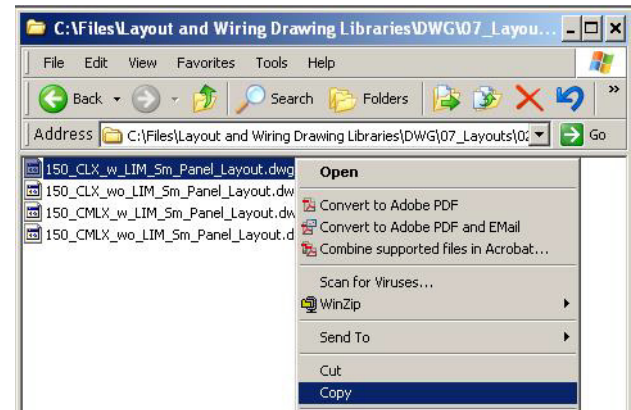 C:\Files\Layout and Wiring Drawing Libraries\DWG\07_Layou...
File Edit View Favorites Tools Help
Back Search Folders »
Address C:\Files\Layout and Wiring Drawing Libraries\DWG\07_Layouts\02 Go
150_CLX_w_LIM_Sm_Panel_Layout.dwg
150_CLX_wo_LIM_Sm_Panel_Layout.dw
150_CMLX_w_LIM_Sm_Panel_Layout.dw
150_CMLX_wo_LIM_Sm_Panel_Layout.d
Open
Convert to Adobe PDF
Convert to Adobe PDF and EMail
Combine supported files in Acrobat...
Scan for Viruses...
WinZip
Send To
Cut
Copy